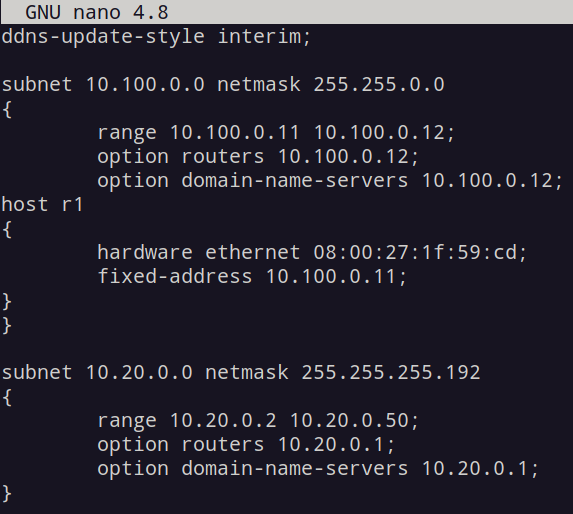 GNU nano 4.8
ddns-update-style interim;
subnet 10.100.0.0 netmask 255.255.0.0
{
range 10.100.0.11 10.100.0.12;
option routers 10.100.0.12;
option domain-name-servers 10.100.0.12;
host r1
{
hardware ethernet 08:00:27:1f:59:cd;
fixed-address 10.100.0.11;
}
}
subnet 10.20.0.0 netmask 255.255.255.192
{
range 10.20.0.2 10.20.0.50;
option routers 10.20.0.1;
option domain-name-servers 10.20.0.1;
}